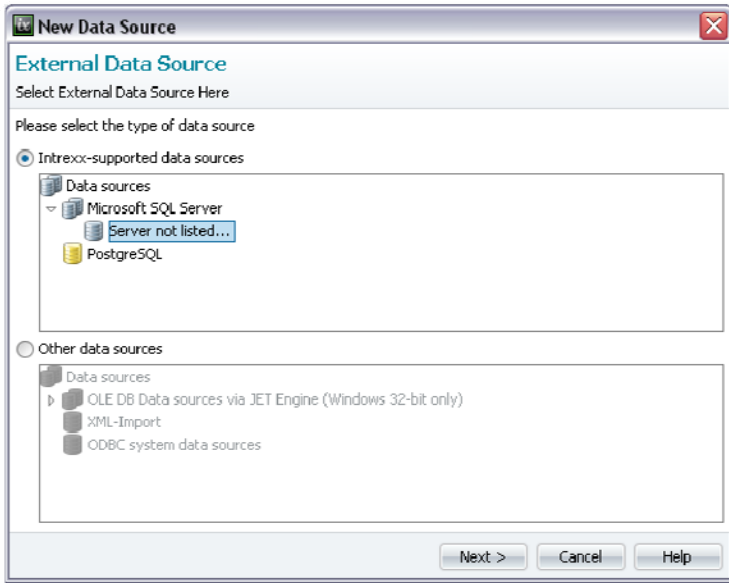 ix New Data Source
External Data Source
Select External Data Source Here
Please select the type of data source
Intrexx-supported data sources
Data sources
Microsoft SQL Server
Server not listed...
PostgreSQL
Other data sources
Data sources
OLE DB Data sources via JET Engine (Windows 32-bit only)
XML-Import
ODBC system data sources
Next > Cancel Help